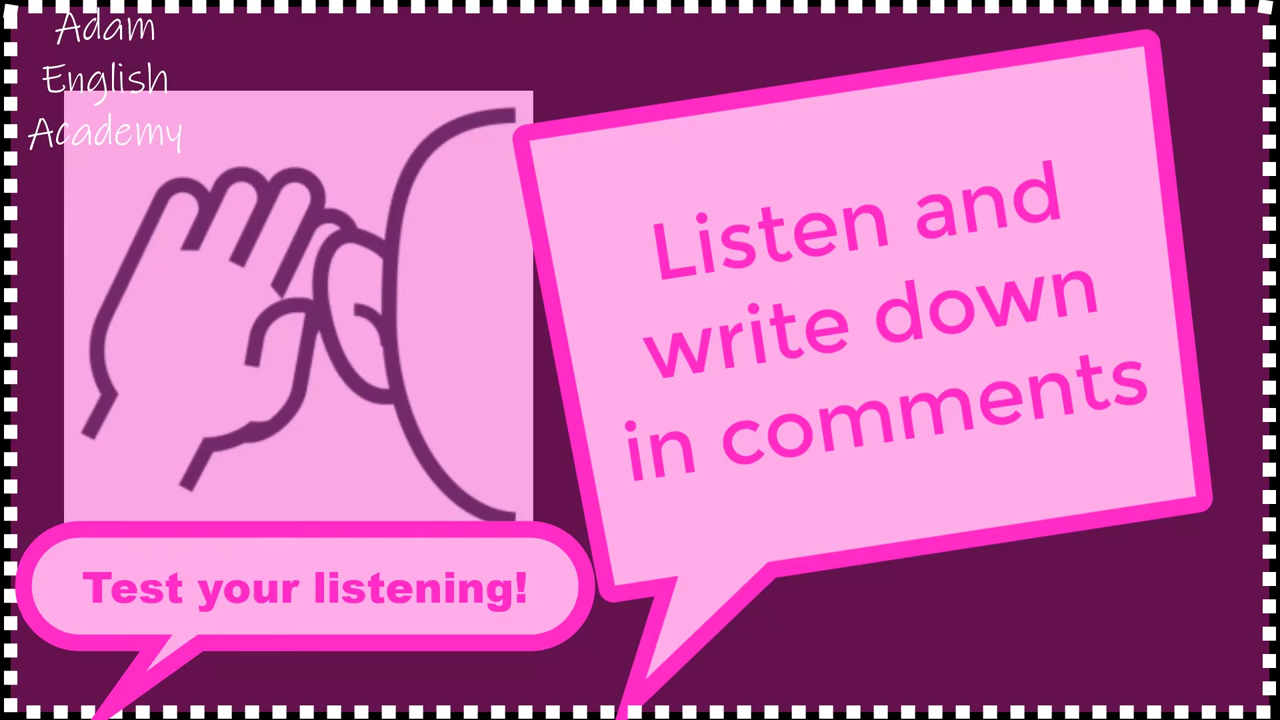 Adam
English
Academy
Listen and
write down
in comments
Test your listening!